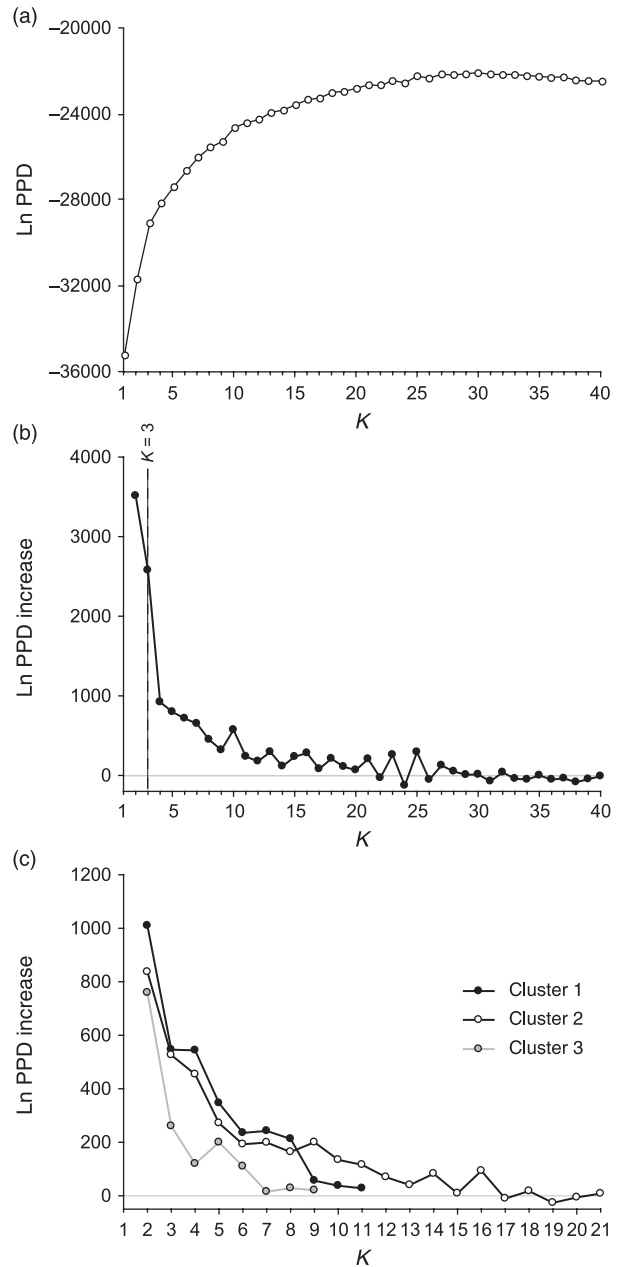 (a)
–20000
–24000
–28000
–32000
–36000
Ln PPD
1 5 10 15 20 25 30 35 40
K
(b)
K = 3
4000
3000
2000
1000
0
Ln PPD increase
1 5 10 15 20 25 30 35 40
K
(c)
1200
1000
800
600
400
200
0
Ln PPD increase
Cluster 1
Cluster 2
Cluster 3
1 2 3 4 5 6 7 8 9 10 11 12 13 14 15 16 17 18 19 20 21
K